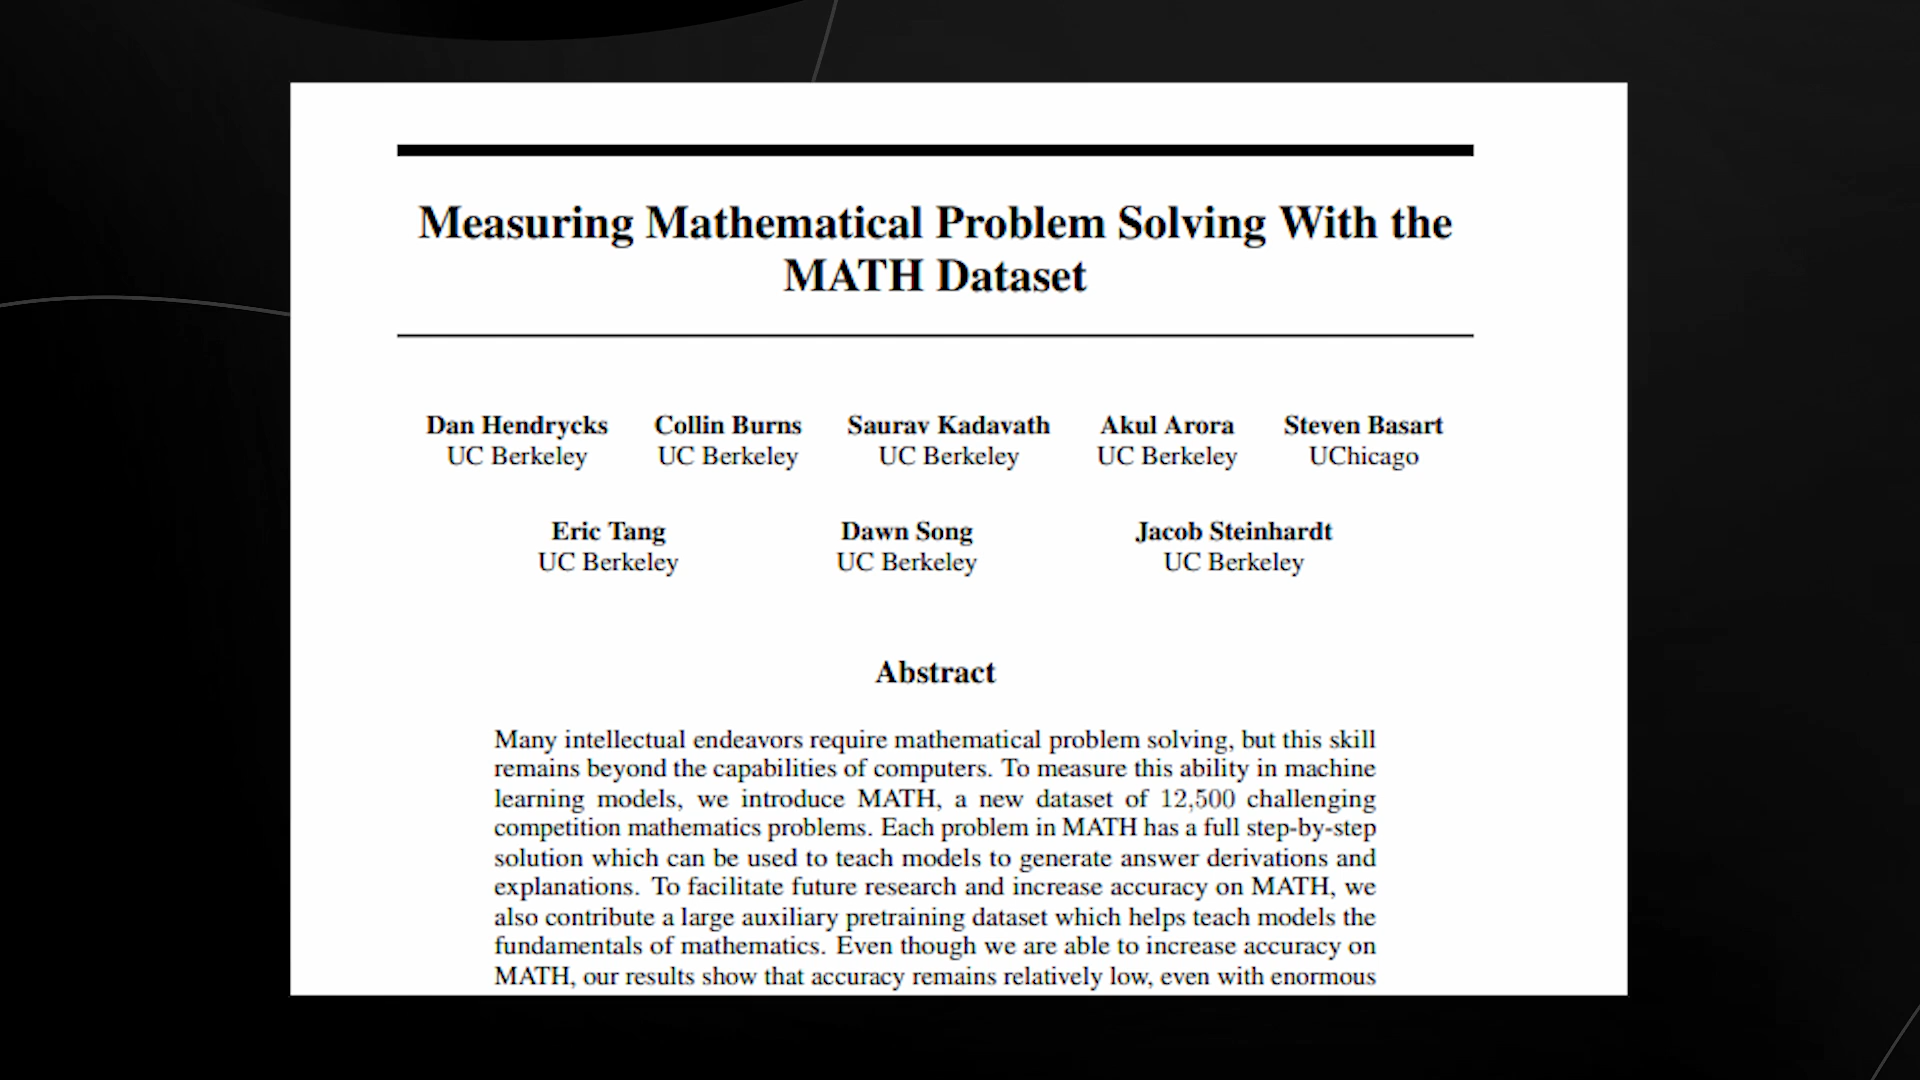 Measuring Mathematical Problem Solving With the
MATH Dataset
Dan Hendrycks Collin Burns Saurav Kadavath Akul Arora Steven Basart
UC Berkeley UC Berkeley UC Berkeley UC Berkeley UChicago
Eric Tang Dawn Song Jacob Steinhardt
UC Berkeley UC Berkeley UC Berkeley
Abstract
Many intellectual endeavors require mathematical problem solving, but this skill
remains beyond the capabilities of computers. To measure this ability in machine
learning models, we introduce MATH, a new dataset of 12,500 challenging
competition mathematics problems. Each problem in MATH has a full step-by-step
solution which can be used to teach models to generate answer derivations and
explanations. To facilitate future research and increase accuracy on MATH, we
also contribute a large auxiliary pretraining dataset which helps teach models the
fundamentals of mathematics. Even though we are able to increase accuracy on
MATH, our results show that accuracy remains relatively low, even with enormous